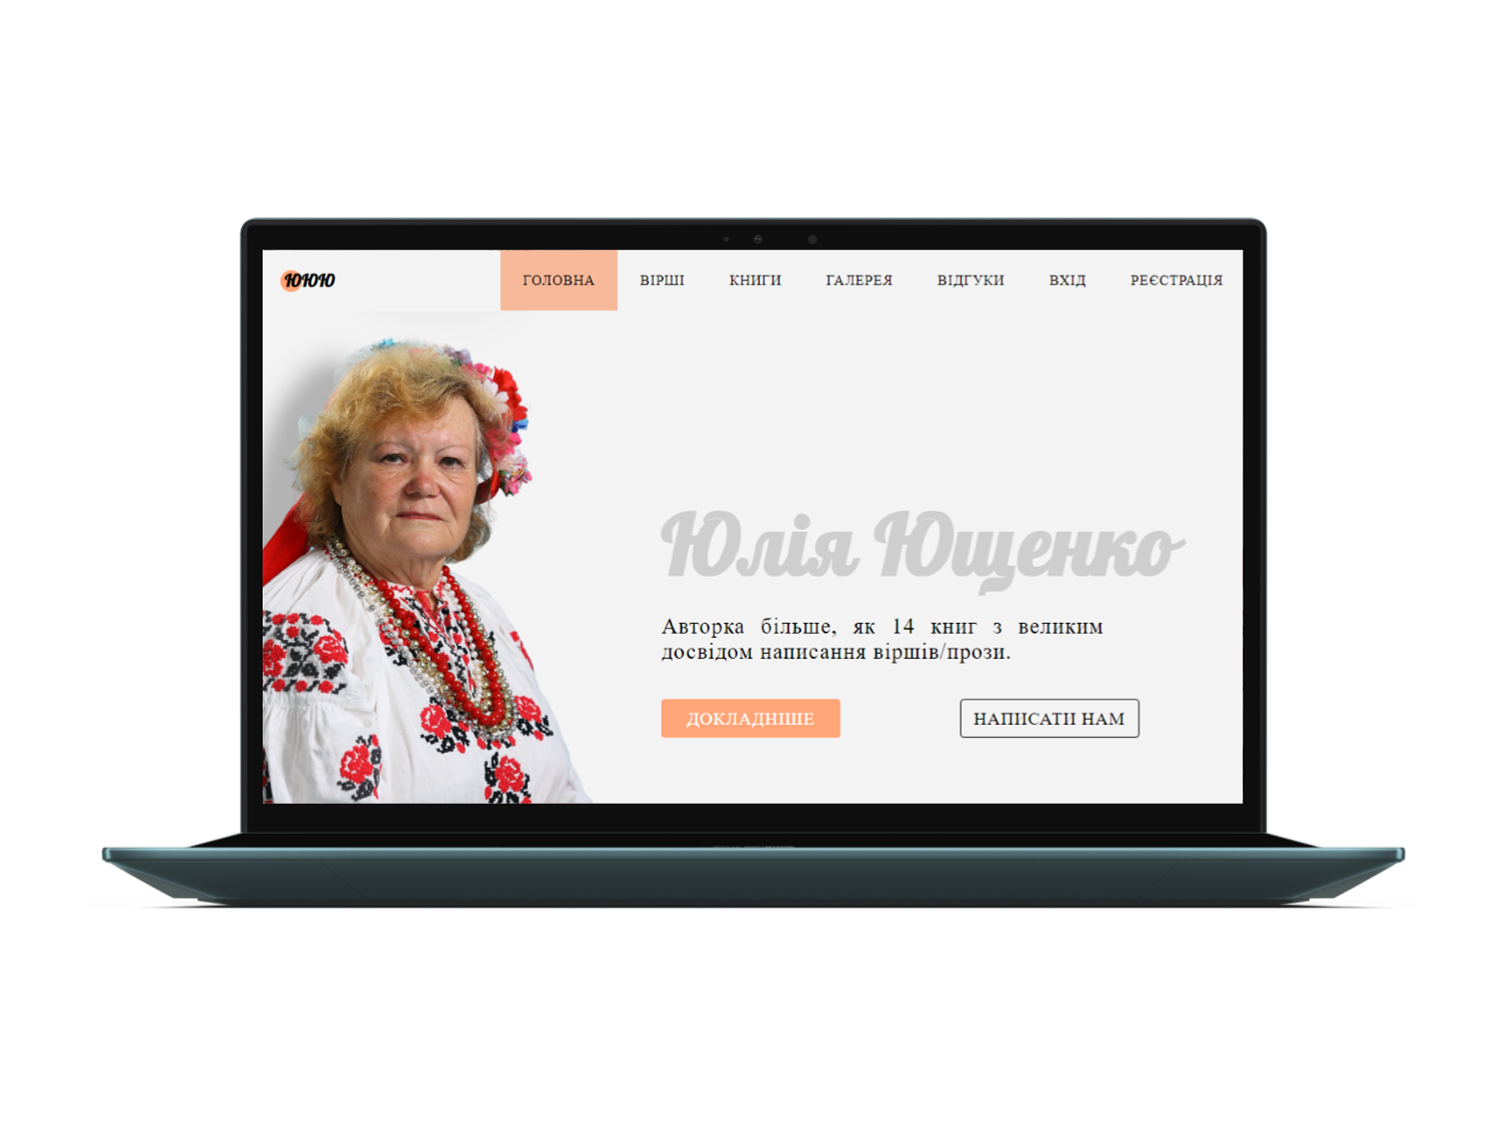 ЮЮЮ
ГОЛОВНА ВІРШІ КНИГИ ГАЛЕРЕЯ ВІДГУКИ ВХІД РЕЄСТРАЦІЯ
Юлія Ющенко
Авторка більше, як 14 книг з великим
досвідом написання віршів/прози.
ДОКЛАДНІШЕ НАПИСАТИ НАМ